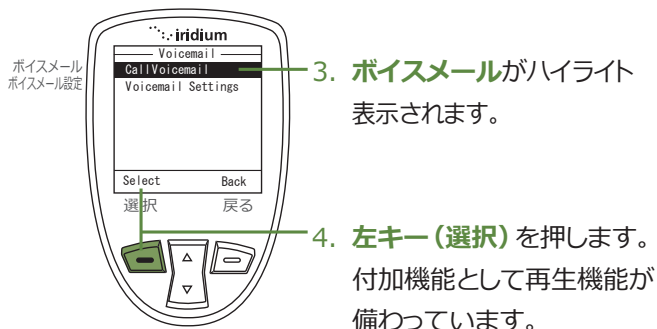 iridium
Voicemail
ボイスメール
ボイスメール設定
CallVoicemail
Voicemail Settings
Select Back
選択 戻る
3. ボイスメールがハイライト
表示されます。
4. 左キー(選択)を押します。
付加機能として再生機能が
備わっています。